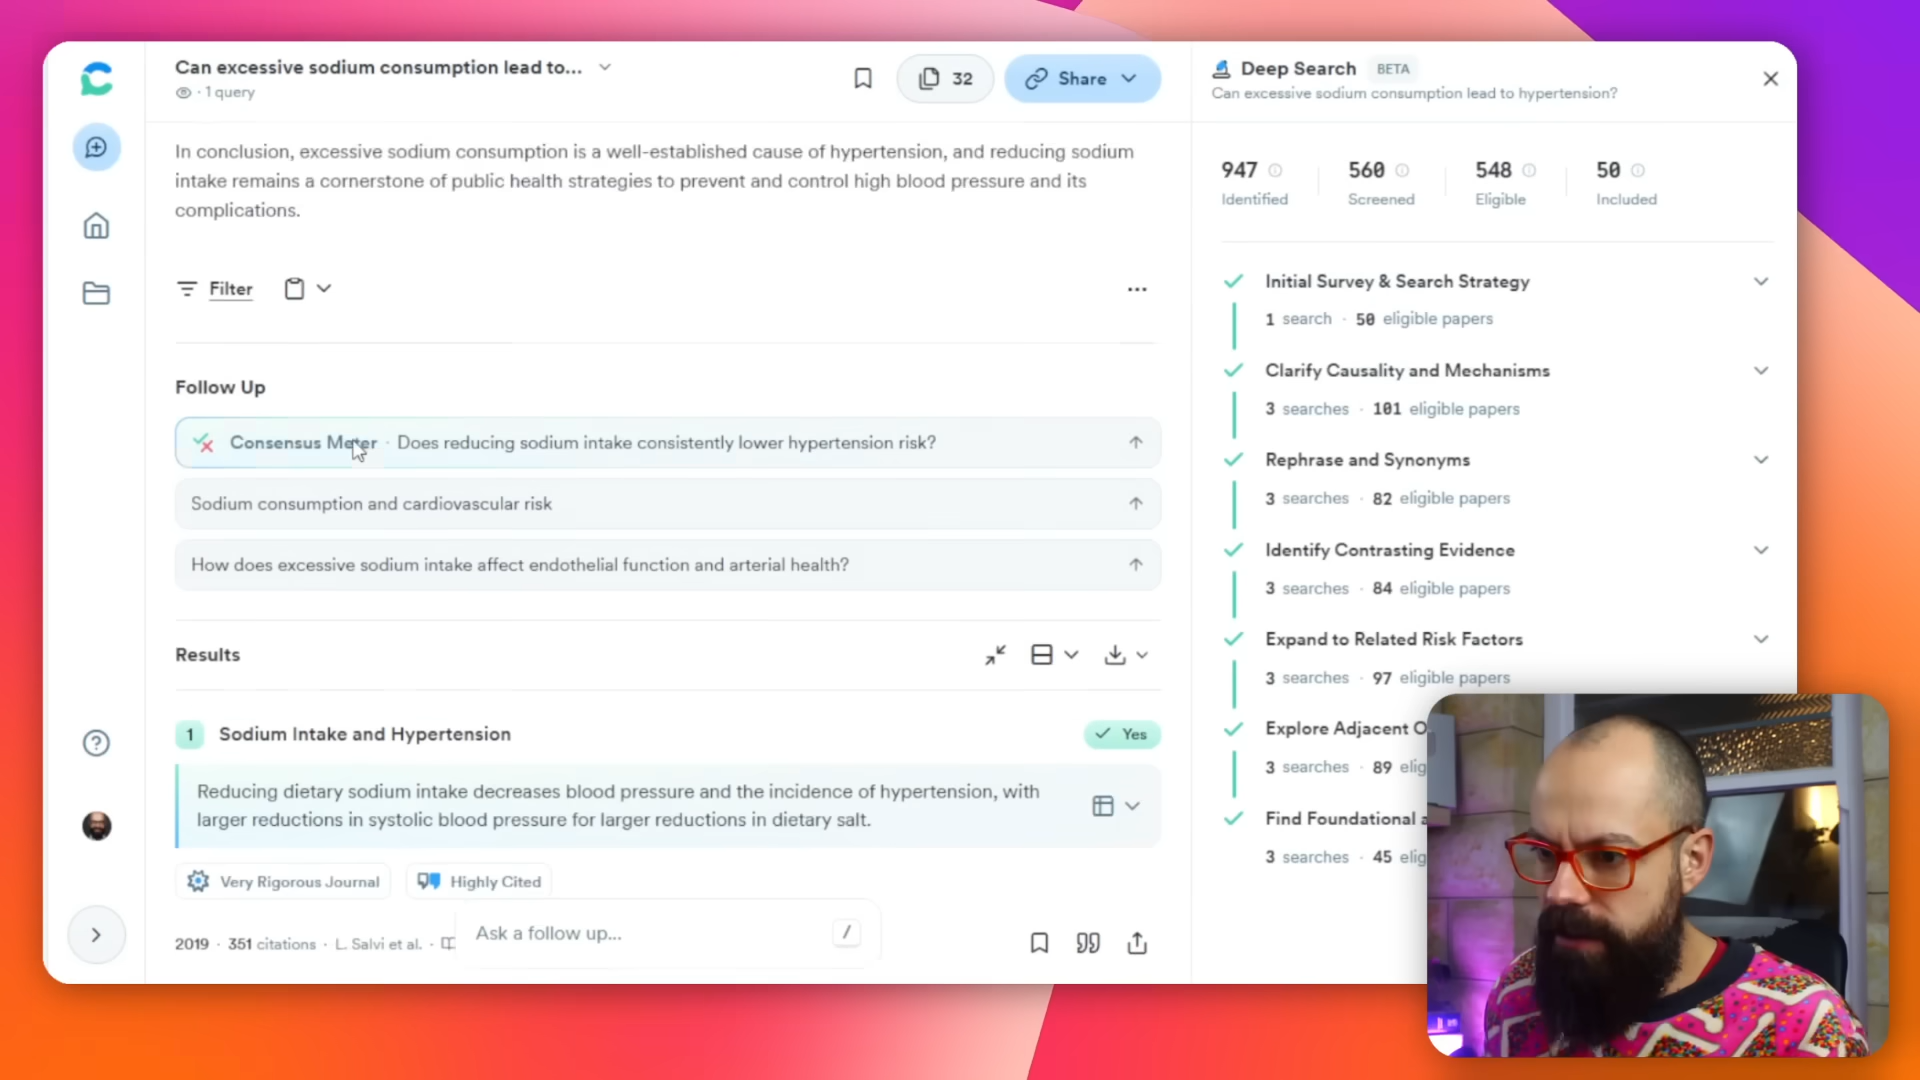 Can excessive sodium consumption lead to...
· 1 query
32
Share
In conclusion, excessive sodium consumption is a well-established cause of hypertension, and reducing sodium
intake remains a cornerstone of public health strategies to prevent and control high blood pressure and its
complications.
Filter
Follow Up
Consensus Meter · Does reducing sodium intake consistently lower hypertension risk?
Sodium consumption and cardiovascular risk
How does excessive sodium intake affect endothelial function and arterial health?
Results
1 Sodium Intake and Hypertension
Yes
Reducing dietary sodium intake decreases blood pressure and the incidence of hypertension, with
larger reductions in systolic blood pressure for larger reductions in dietary salt.
Very Rigorous Journal
Highly Cited
2019 · 351 citations · L. Salvi et al. ·
Ask a follow up...
/
Deep Search BETA
Can excessive sodium consumption lead to hypertension?
947 560 548 50
Identified Screened Eligible Included
Initial Survey & Search Strategy
1 search · 50 eligible papers
Clarify Causality and Mechanisms
3 searches · 101 eligible papers
Rephrase and Synonyms
3 searches · 82 eligible papers
Identify Contrasting Evidence
3 searches · 84 eligible papers
Expand to Related Risk Factors
3 searches · 97 eligible papers
Explore Adjacent O
3 searches · 89 elig
Find Foundational a
3 searches · 45 elig